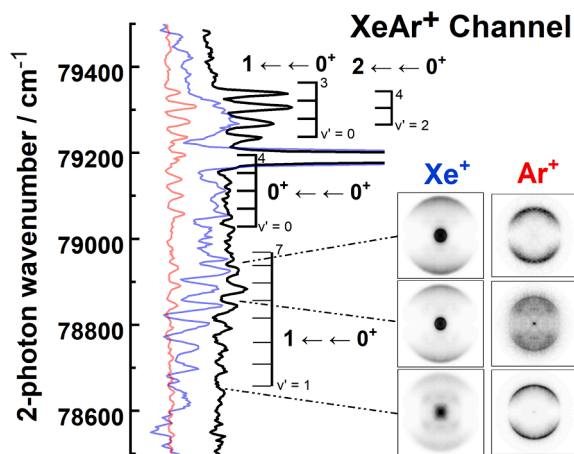 XeAr⁺ Channel
1 ← ← 0⁺
2 ← ← 0⁺
3
v' = 0
4
v' = 2
4
0⁺ ← ← 0⁺
v' = 0
7
1 ← ← 0⁺
v' = 1
Xe⁺
Ar⁺
2-photon wavenumber / cm⁻¹
79400
79200
79000
78800
78600